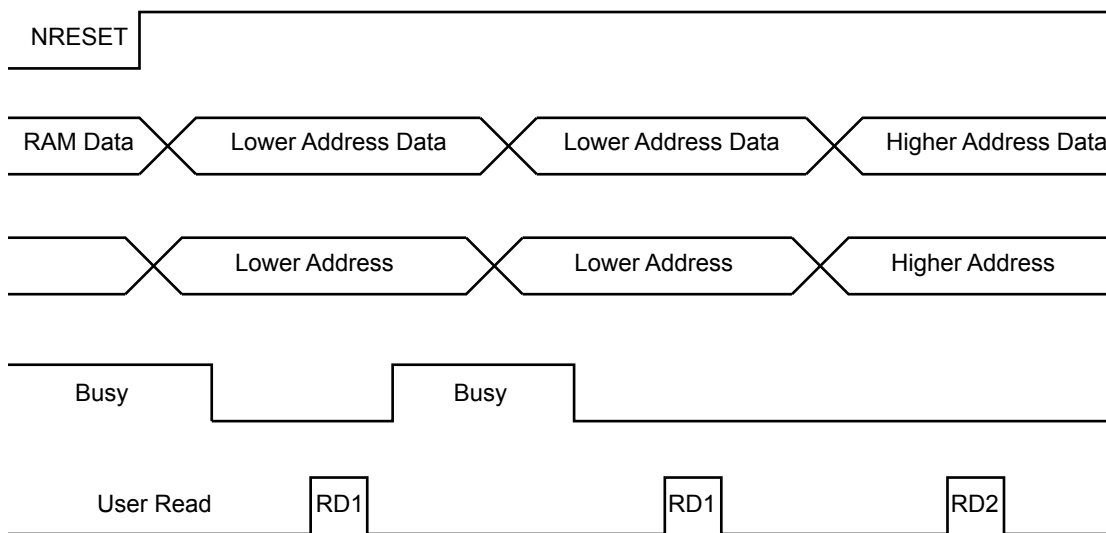 NRESET
RAM Data Lower Address Data Lower Address Data Higher Address Data
Lower Address Lower Address Higher Address
Busy Busy
User Read RD1 RD1 RD2